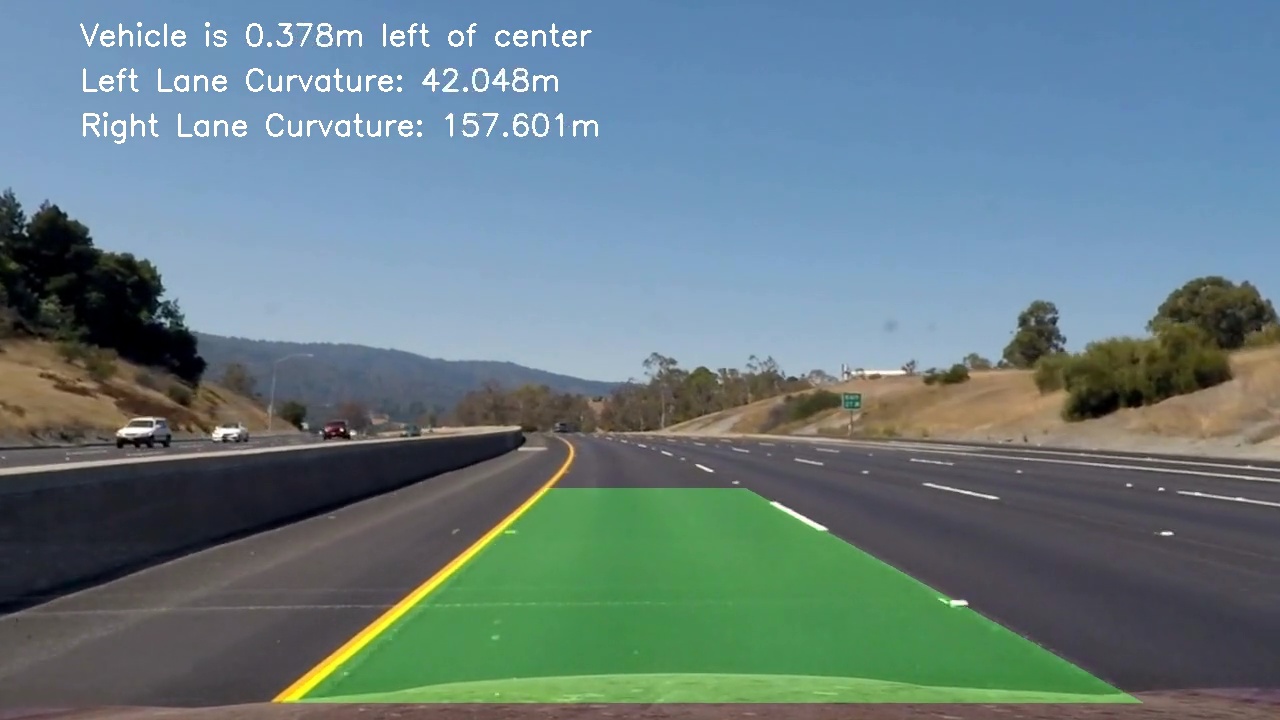 Vehicle is 0.378m left of center
Left Lane Curvature: 42.048m
Right Lane Curvature: 157.601m